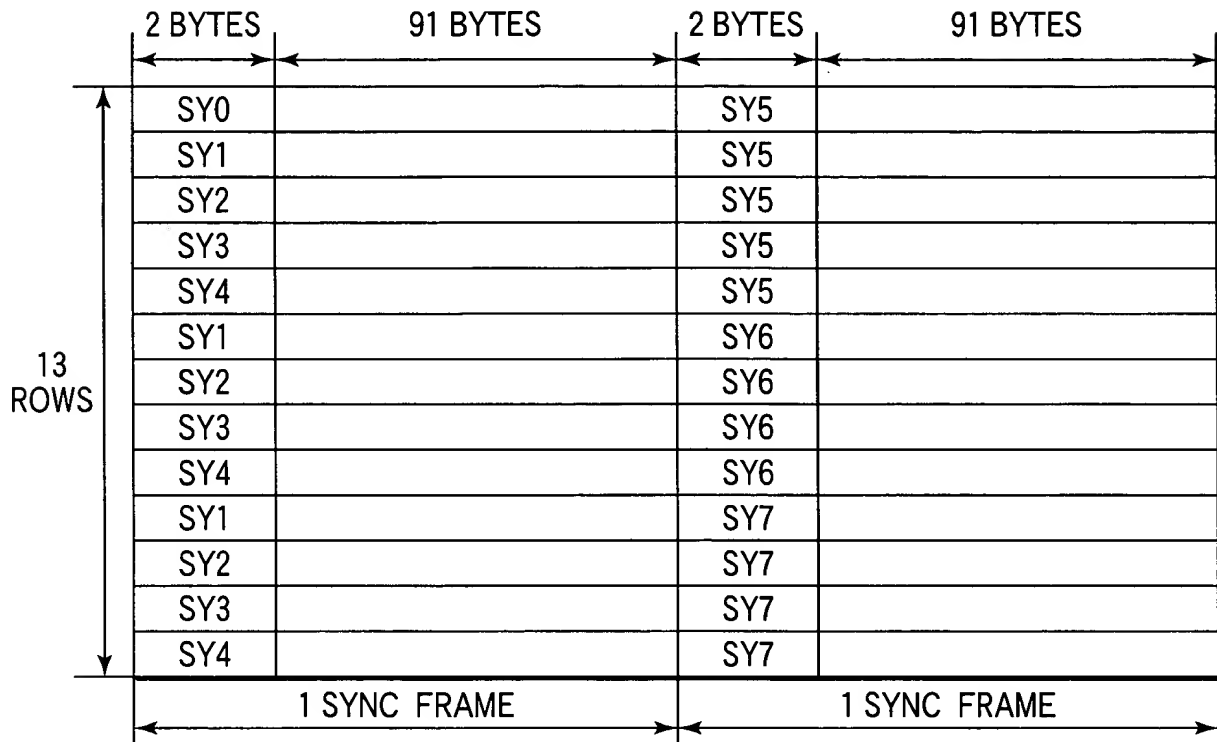 2 BYTES 91 BYTES 2 BYTES 91 BYTES
SY0 SY5
SY1 SY5
SY2 SY5
SY3 SY5
SY4 SY5
SY1 SY6
SY2 SY6
SY3 SY6
SY4 SY6
SY1 SY7
SY2 SY7
SY3 SY7
SY4 SY7
13
ROWS
1 SYNC FRAME 1 SYNC FRAME